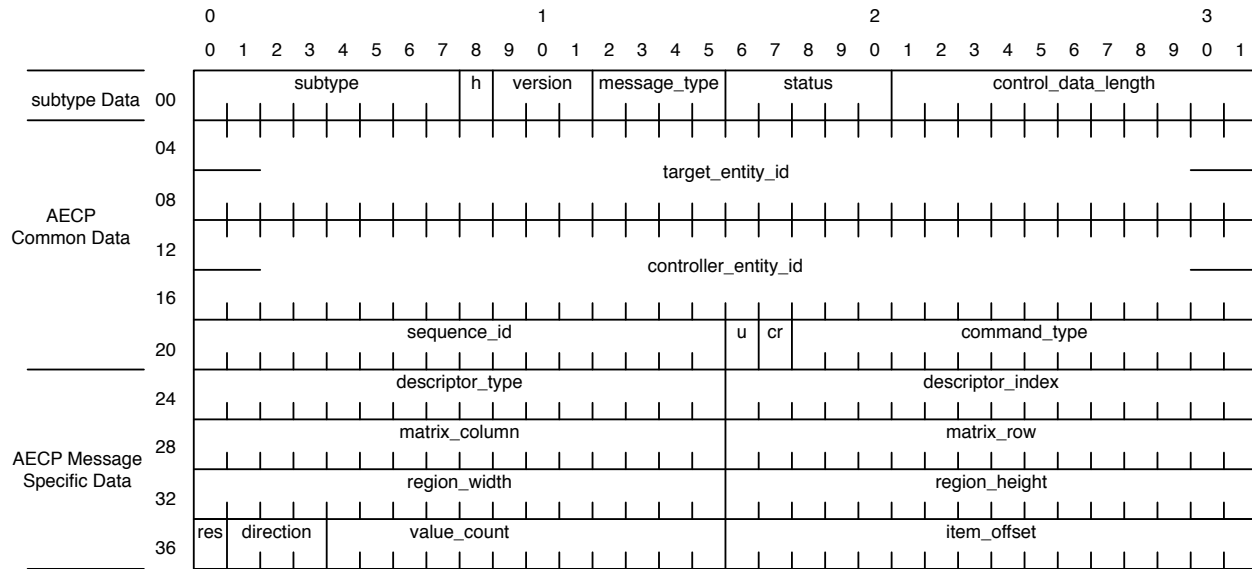 0 1 2 3
0 1 2 3 4 5 6 7 8 9 0 1 2 3 4 5 6 7 8 9 0 1 2 3 4 5 6 7 8 9 0 1
subtype Data 00 subtype h version message_type status control_data_length
04
target_entity_id
08
AECP
Common Data
12
controller_entity_id
16
20 sequence_id u cr command_type
24 descriptor_type descriptor_index
28 matrix_column matrix_row
AECP Message
Specific Data
32 region_width region_height
36 res direction value_count item_offset